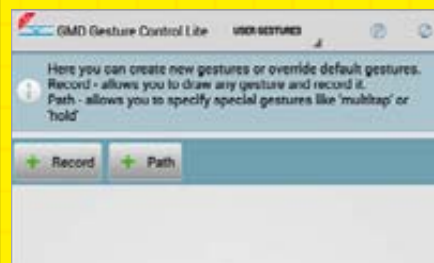 GMD Gesture Control Lite USER GESTURES
Here you can create new gestures or override default gestures.
Record - allows you to draw any gesture and record it.
Path - allows you to specify special gestures like 'multitap' or
'hold'
+ Record + Path